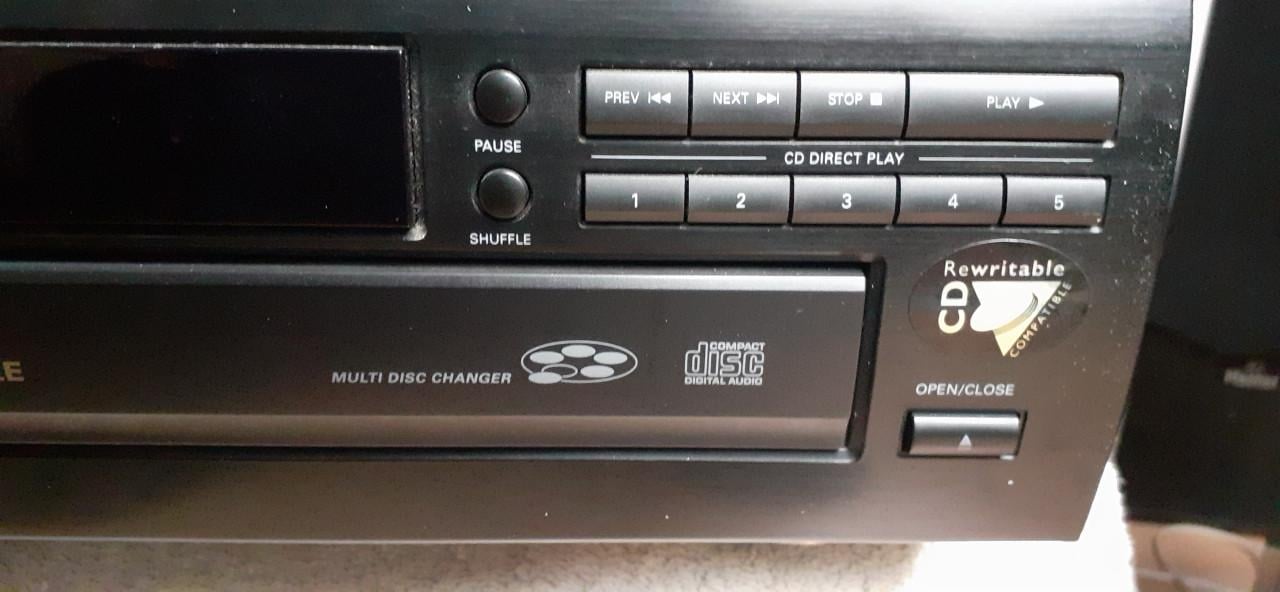 PREV NEXT STOP PLAY
PAUSE
CD DIRECT PLAY
1 2 3 4 5
SHUFFLE
Rewritable
CD
COMPATIBLE
LE
MULTI DISC CHANGER
COMPACT
disc
DIGITAL AUDIO
OPEN/CLOSE